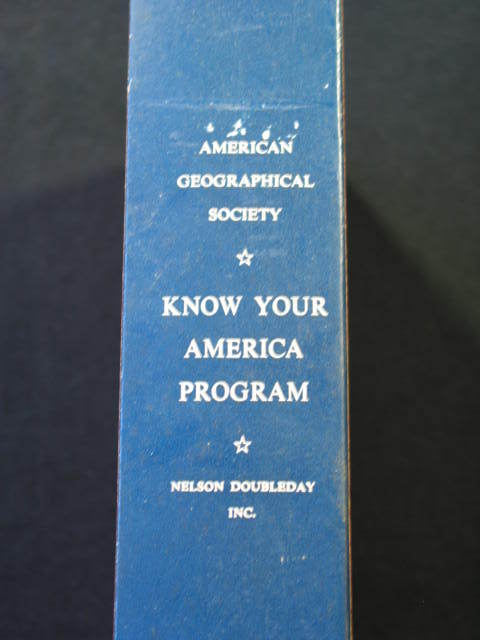 AMERICAN
GEOGRAPHICAL
SOCIETY
KNOW YOUR
AMERICA
PROGRAM
NELSON DOUBLEDAY
INC.